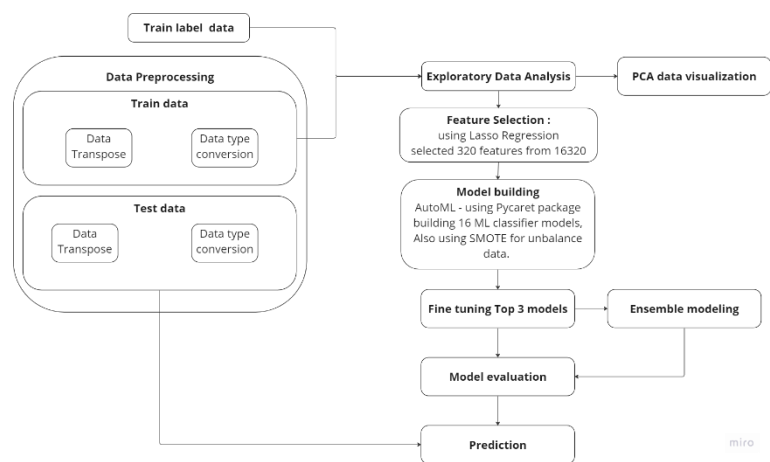 Train label data
Data Preprocessing
Train data
Data
Transpose
Data type
conversion
Test data
Data
Transpose
Data type
conversion
Exploratory Data Analysis
PCA data visualization
Feature Selection :
using Lasso Regression
selected 320 features from 16320
Model building
AutoML - using Pycaret package
building 16 ML classifier models,
Also using SMOTE for unbalance
data.
Fine tuning Top 3 models
Ensemble modeling
Model evaluation
Prediction
miro